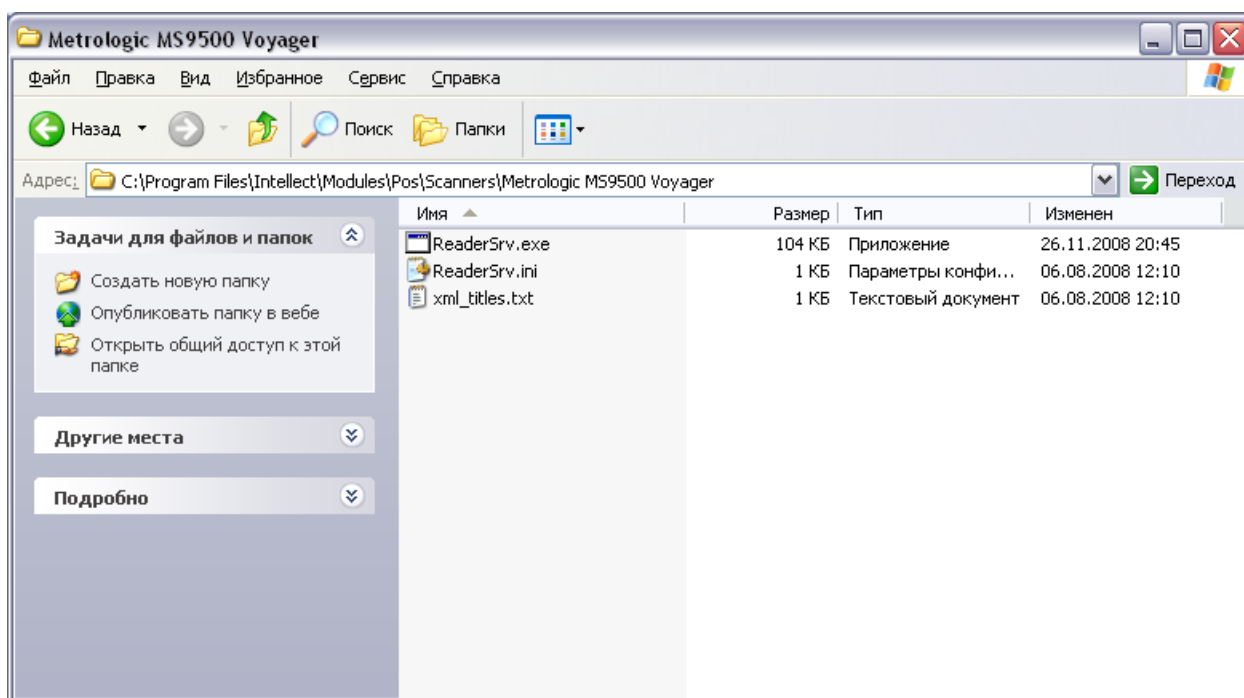 Metrologic MS9500 Voyager
Файл Правка Вид Избранное Сервис Справка
Назад Поиск Папки
Адрес: C:\Program Files\Intellect\Modules\Pos\Scanners\Metrologic MS9500 Voyager Переход
Имя Размер Тип Изменен
Задачи для файлов и папок
Создать новую папку
Опубликовать папку в вебе
Открыть общий доступ к этой
папке
Другие места
Подробно
ReaderSrv.exe 104 КБ Приложение 26.11.2008 20:45
ReaderSrv.ini 1 КБ Параметры конфи... 06.08.2008 12:10
xml_titles.txt 1 КБ Текстовый документ 06.08.2008 12:10